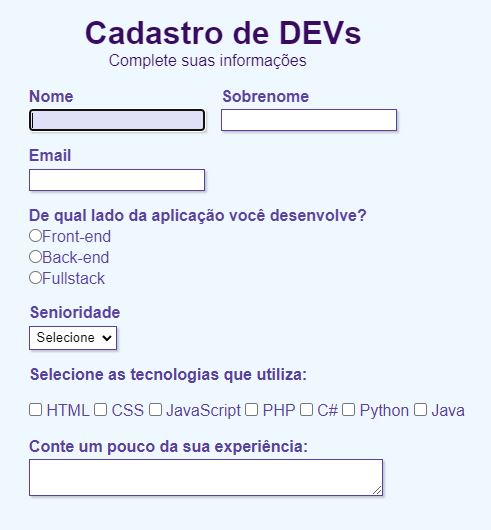 Cadastro de DEVs
Complete suas informações
Nome Sobrenome
Email
De qual lado da aplicação você desenvolve?
Front-end
Back-end
Fullstack
Senioridade
Selecione
Selecione as tecnologias que utiliza:
HTML CSS JavaScript PHP C# Python Java
Conte um pouco da sua experiência: